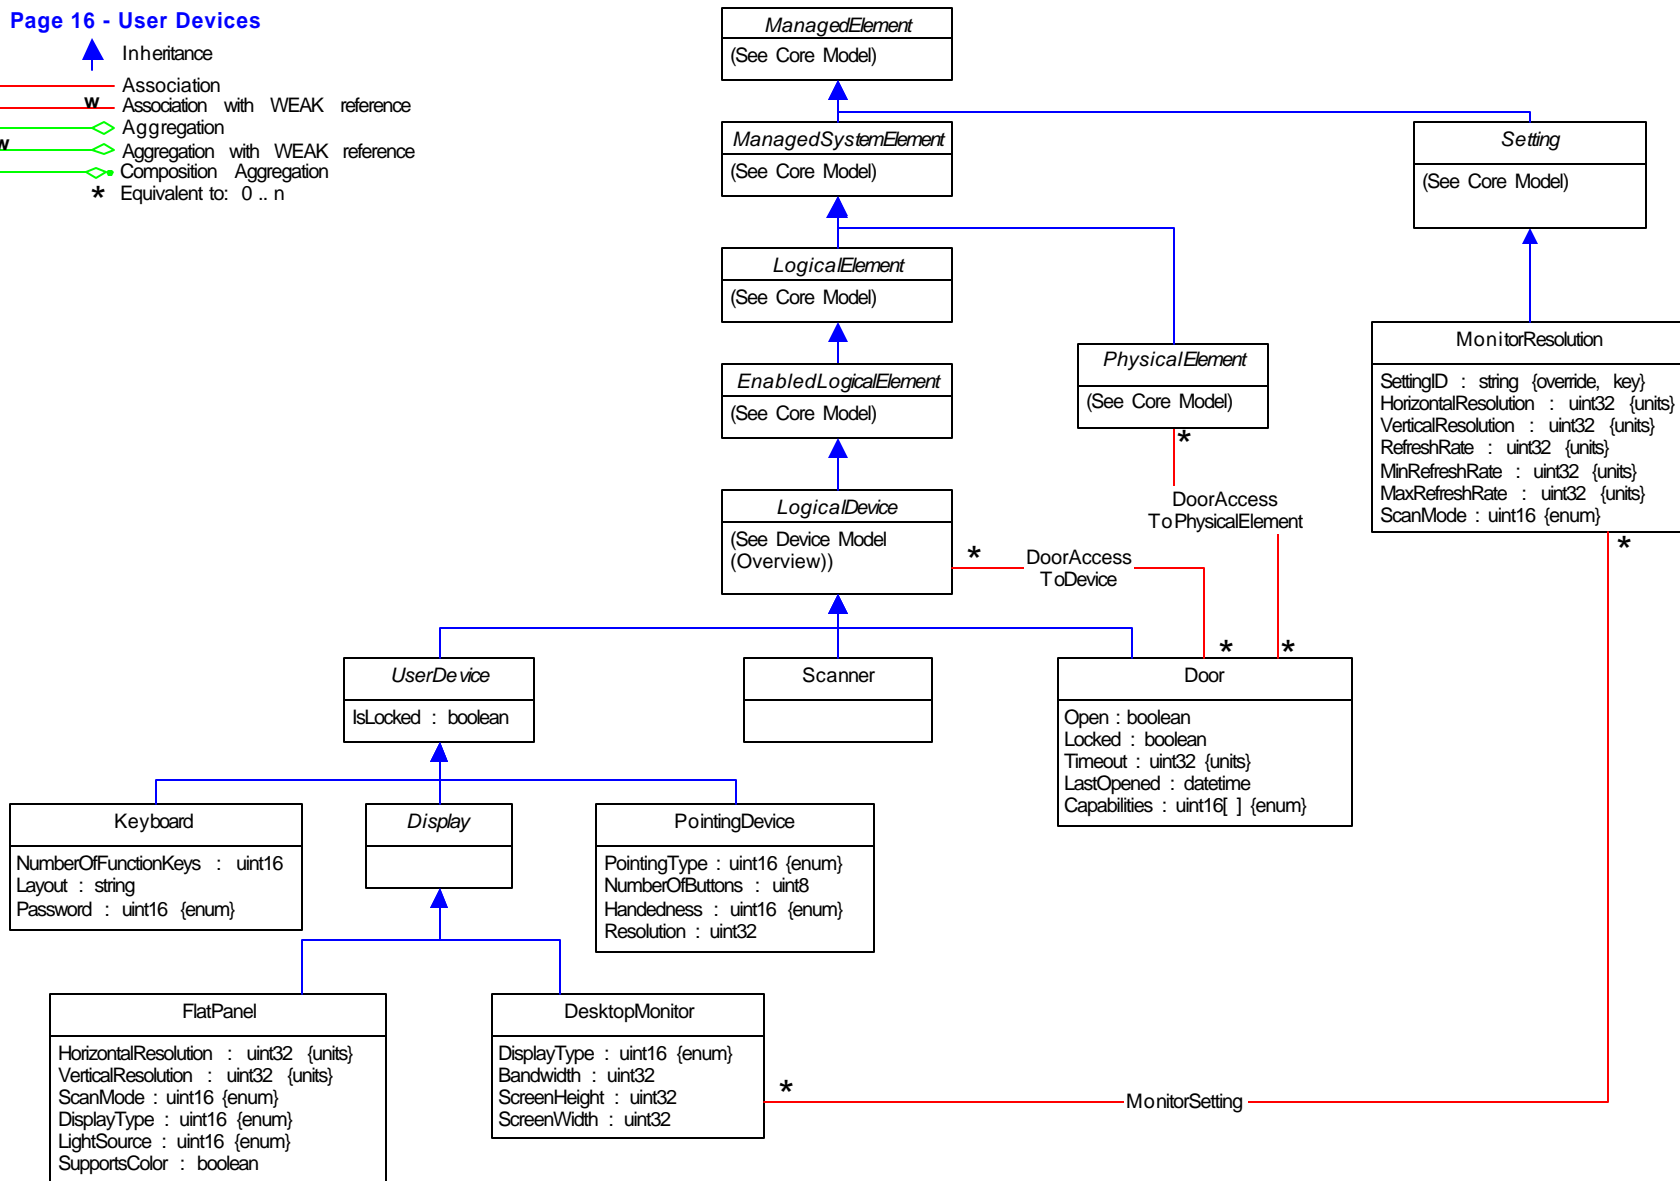 Page 16 - User Devices
Inheritance
Association
w
Association with WEAK reference
Aggregation
w
Aggregation with WEAK reference
Composition Aggregation
* Equivalent to: 0 .. n
ManagedElement
(See Core Model)
ManagedSystemElement
(See Core Model)
Setting
(See Core Model)
LogicalElement
(See Core Model)
PhysicalElement
(See Core Model)
*
MonitorResolution
SettingID : string {override, key}
HorizontalResolution : uint32 {units}
VerticalResolution : uint32 {units}
RefreshRate : uint32 {units}
MinRefreshRate : uint32 {units}
MaxRefreshRate : uint32 {units}
ScanMode : uint16 {enum}
*
EnabledLogicalElement
(See Core Model)
DoorAccess
ToPhysicalElement
LogicalDevice
(See Device Model
(Overview))
*
DoorAccess
ToDevice
*
*
UserDevice
IsLocked : boolean
Scanner
Door
Open : boolean
Locked : boolean
Timeout : uint32 {units}
LastOpened : datetime
Capabilities : uint16[ ] {enum}
Keyboard
NumberOfFunctionKeys : uint16
Layout : string
Password : uint16 {enum}
Display
PointingDevice
PointingType : uint16 {enum}
NumberOfButtons : uint8
Handedness : uint16 {enum}
Resolution : uint32
FlatPanel
HorizontalResolution : uint32 {units}
VerticalResolution : uint32 {units}
ScanMode : uint16 {enum}
DisplayType : uint16 {enum}
LightSource : uint16 {enum}
SupportsColor : boolean
DesktopMonitor
DisplayType : uint16 {enum}
Bandwidth : uint32
ScreenHeight : uint32
ScreenWidth : uint32
*
MonitorSetting